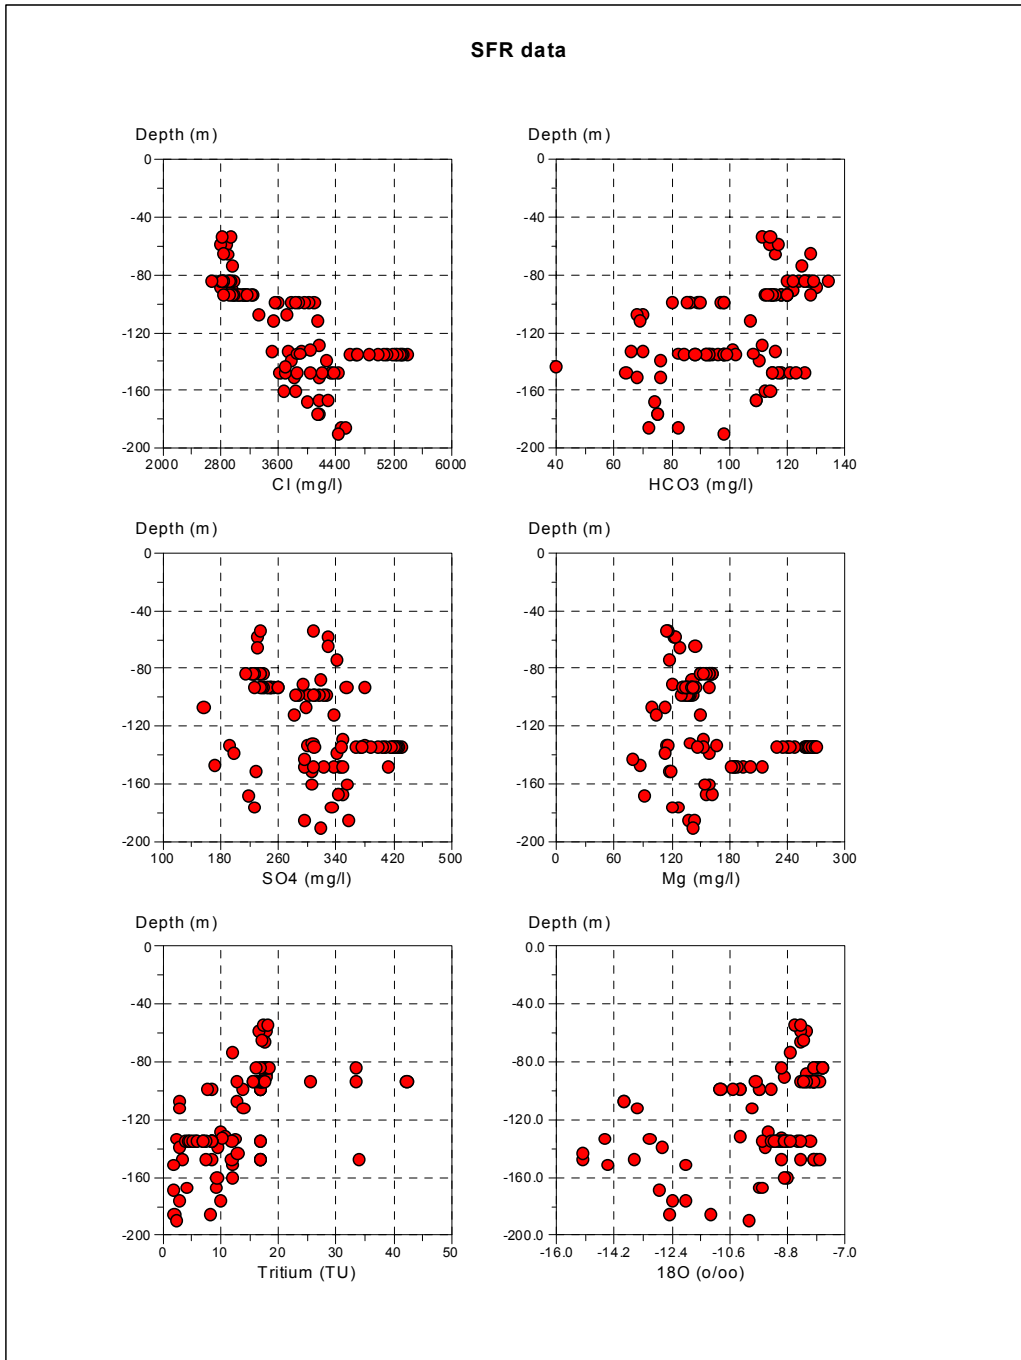 SFR data
Depth (m)
Depth (m)
0
-40
-80
-120
-160
-200
2000 2800 3600 4400 5200 6000
Cl (mg/l)
0
-40
-80
-120
-160
-200
40 60 80 100 120 140
HCO3 (mg/l)
Depth (m)
Depth (m)
0
-40
-80
-120
-160
-200
100 180 260 340 420 500
SO4 (mg/l)
0
-40
-80
-120
-160
-200
0 60 120 180 240 300
Mg (mg/l)
Depth (m)
Depth (m)
0
-40
-80
-120
-160
-200
0 10 20 30 40 50
Tritium (TU)
0.0
-40.0
-80.0
-120.0
-160.0
-200.0
-16.0 -14.2 -12.4 -10.6 -8.8 -7.0
18O (o/oo)